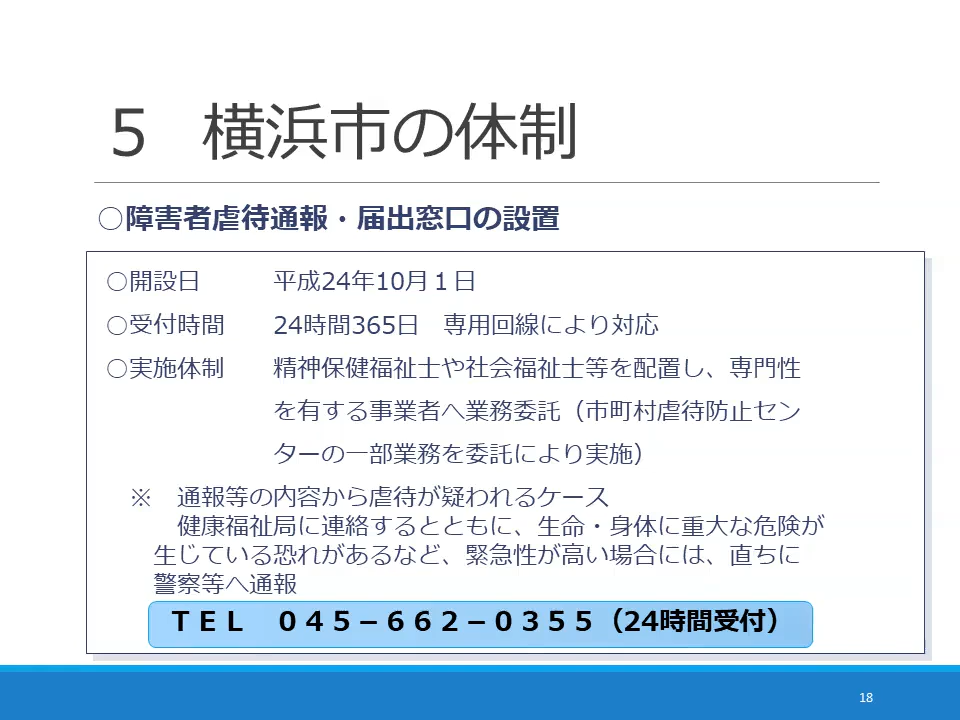 5　横浜市の体制
○障害者虐待通報・届出窓口の設置
○開設日　　　平成24年10月１日
○受付時間　　24時間365日　専用回線により対応
○実施体制　　精神保健福祉士や社会福祉士等を配置し、専門性
を有する事業者へ業務委託（市町村虐待防止セン
ターの一部業務を委託により実施）
※　通報等の内容から虐待が疑われるケース
健康福祉局に連絡するとともに、生命・身体に重大な危険が
生じている恐れがあるなど、緊急性が高い場合には、直ちに
警察等へ通報
ＴＥＬ　０４５－６６２－０３５５（24時間受付）
18